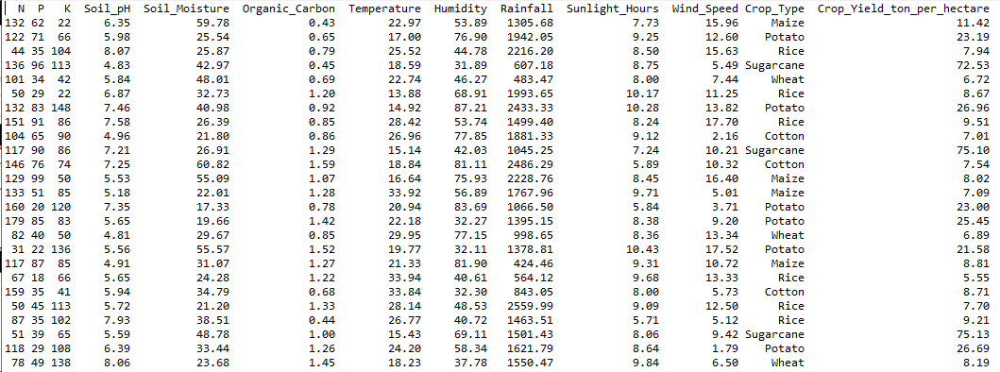 N P K Soil_pH Soil_Moisture Organic_Carbon Temperature Humidity Rainfall Sunlight_Hours Wind_Speed Crop_Type Crop_Yield_ton_per_hectare
132 62 22 6.35 59.78 0.43 22.97 53.89 1305.68 7.73 15.96 Maize 11.42
122 71 66 5.98 25.54 0.65 17.00 76.90 1942.05 9.25 12.60 Potato 23.19
44 35 104 8.07 25.87 0.79 25.52 44.78 2216.20 8.50 15.63 Rice 7.94
136 96 113 4.83 42.97 0.45 18.59 31.89 607.18 8.75 5.49 Sugarcane 72.53
101 34 42 5.84 48.01 0.69 22.74 46.27 483.47 8.00 7.44 Wheat 6.72
50 29 22 6.87 32.73 1.20 13.88 68.91 1993.65 10.17 11.25 Rice 8.67
132 83 148 7.46 40.98 0.92 14.92 87.21 2433.33 10.28 13.82 Potato 26.96
151 91 86 7.58 26.39 0.85 28.42 53.74 1499.40 8.24 17.70 Rice 9.51
104 65 90 4.96 21.80 0.86 26.96 77.85 1881.33 9.12 2.16 Cotton 7.01
117 90 86 7.21 26.91 1.29 15.14 42.03 1045.25 7.24 10.21 Sugarcane 75.10
146 76 74 7.25 60.82 1.59 18.84 81.11 2486.29 5.89 10.32 Cotton 7.54
129 99 50 5.53 55.09 1.07 16.64 75.93 2228.76 8.45 16.40 Maize 8.02
133 51 85 5.18 22.01 1.28 33.92 56.89 1767.96 9.71 5.01 Maize 7.09
160 20 120 7.35 17.33 0.78 20.94 83.69 1066.50 5.84 3.71 Potato 23.00
179 85 83 5.65 19.66 1.42 22.18 32.27 1395.15 8.38 9.20 Potato 25.45
82 40 50 4.81 29.67 0.85 29.95 77.15 998.65 8.36 13.34 Wheat 6.89
31 22 136 5.56 55.57 1.52 19.77 32.11 1378.81 10.43 17.52 Potato 21.58
117 87 85 4.91 31.07 1.27 21.33 81.90 424.46 9.31 10.72 Maize 8.81
67 18 66 5.65 24.28 1.22 33.94 40.61 564.12 9.68 13.33 Rice 5.55
159 35 41 5.94 34.79 0.68 33.84 32.30 843.05 8.00 5.73 Cotton 8.71
50 45 113 5.72 21.20 1.33 28.14 48.53 2559.99 9.09 12.50 Rice 7.70
87 35 102 7.93 38.51 0.44 26.77 40.72 1463.51 5.71 5.12 Rice 9.21
51 39 65 5.59 48.78 1.00 15.43 69.11 1501.43 8.06 9.42 Sugarcane 75.13
118 29 108 6.39 33.44 1.26 24.20 58.34 1621.79 8.64 1.79 Potato 26.69
78 49 138 8.06 23.68 1.45 18.23 37.78 1550.47 9.84 6.50 Wheat 8.19